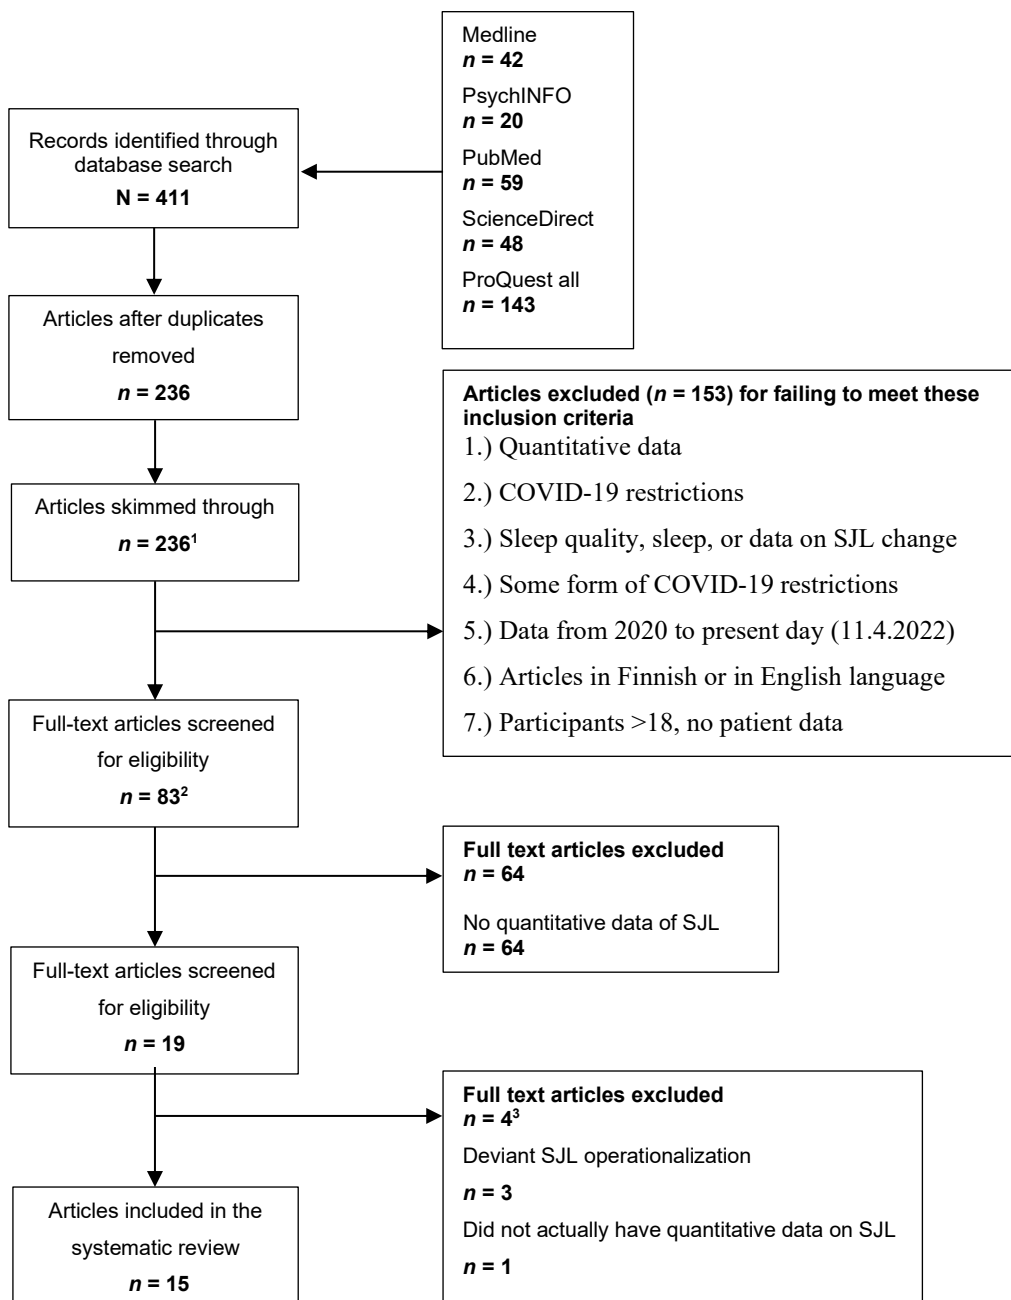 Medline
n = 42
PsychINFO
n = 20
PubMed
n = 59
ScienceDirect
n = 48
ProQuest all
n = 143
Records identified through
database search
N = 411
Articles after duplicates
removed
n = 236
Articles skimmed through
n = 236¹
Articles excluded (n = 153) for failing to meet these
inclusion criteria
1.) Quantitative data
2.) COVID-19 restrictions
3.) Sleep quality, sleep, or data on SJL change
4.) Some form of COVID-19 restrictions
5.) Data from 2020 to present day (11.4.2022)
6.) Articles in Finnish or in English language
7.) Participants >18, no patient data
Full-text articles screened
for eligibility
n = 83²
Full text articles excluded
n = 64
No quantitative data of SJL
n = 64
Full-text articles screened
for eligibility
n = 19
Full text articles excluded
n = 4³
Deviant SJL operationalization
n = 3
Did not actually have quantitative data on SJL
n = 1
Articles included in the
systematic review
n = 15